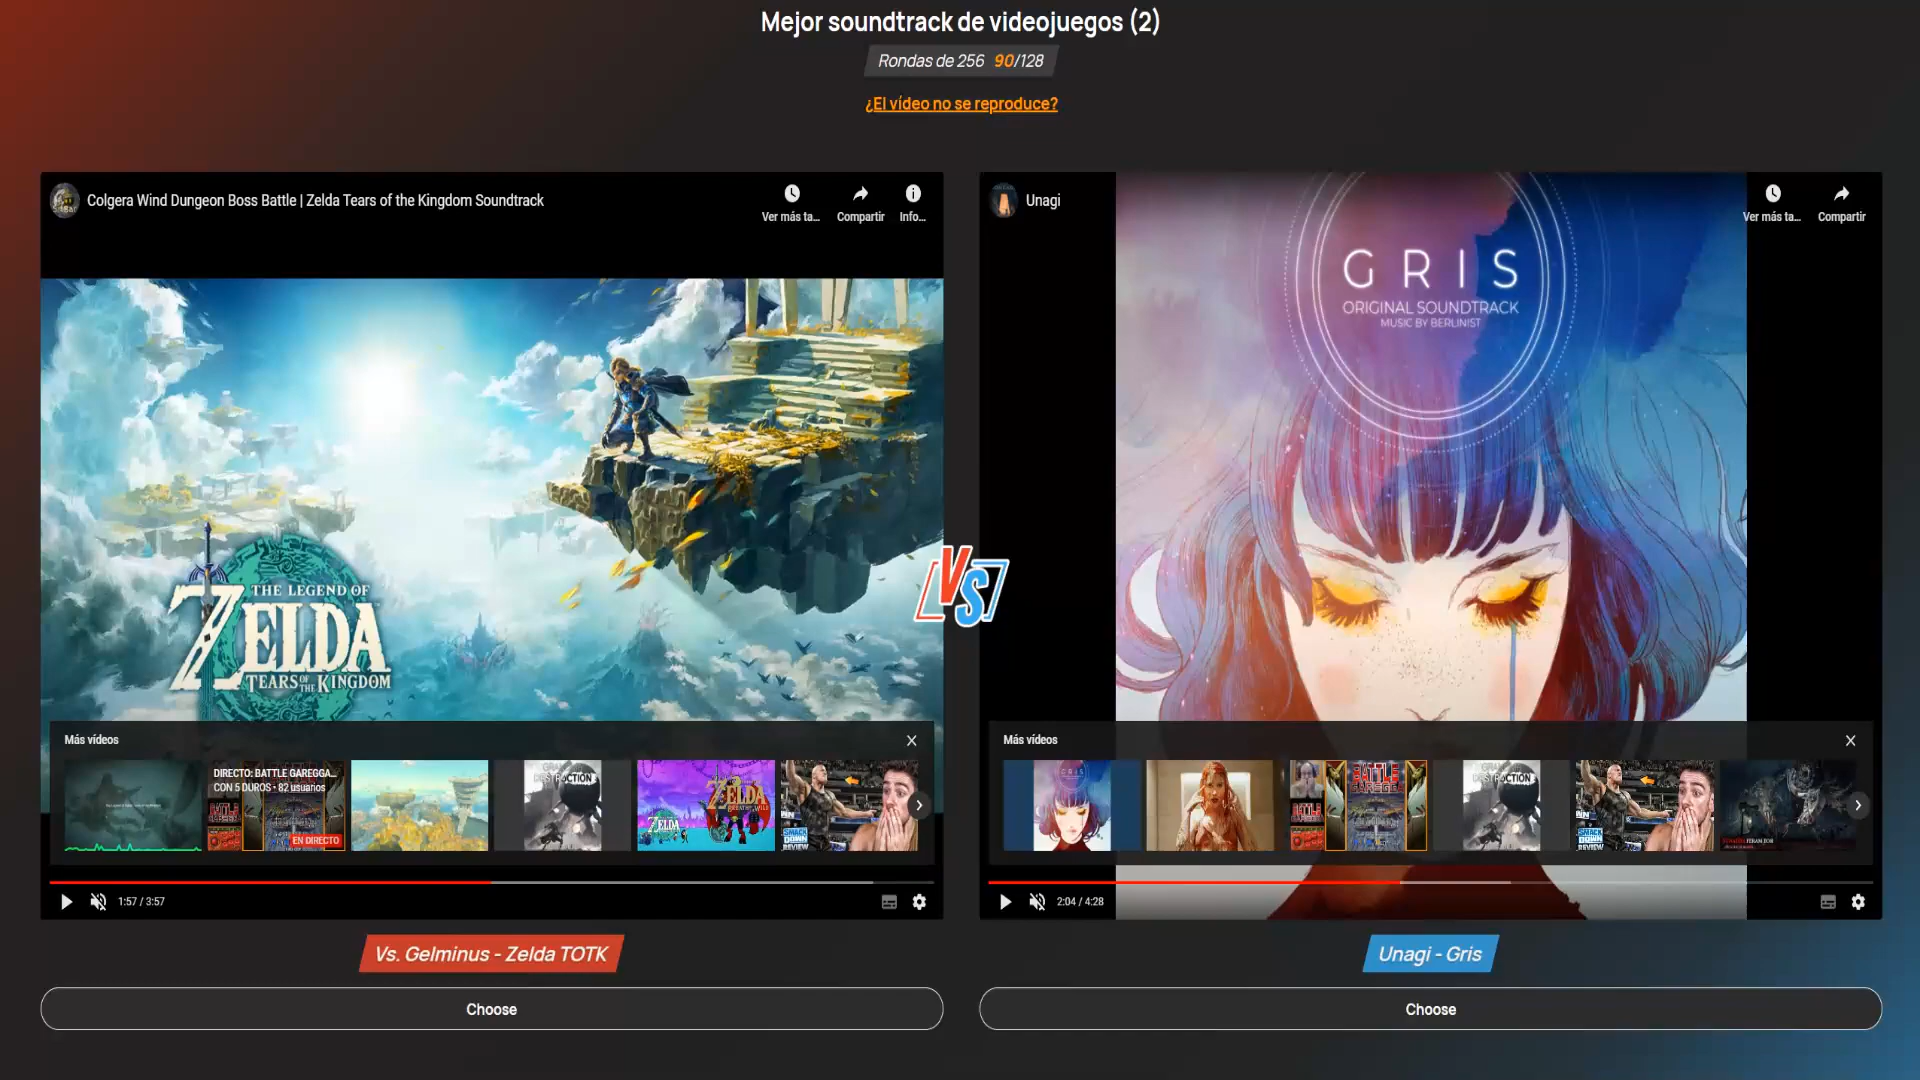 Mejor soundtrack de videojuegos (2)
Rondas de 256 90/128
¿El vídeo no se reproduce?
Colgera Wind Dungeon Boss Battle | Zelda Tears of the Kingdom Soundtrack
Ver más ta...
Compartir
Info...
THE LEGEND OF
ZELDA
TEARS OF THE KINGDOM
Más vídeos
DIRECTO: BATTLE GAREGGA...
CON 5 DUROS • 82 usuarios
EN DIRECTO
1:57 / 3:57
Vs. Gelminus - Zelda TOTK
Choose
VS
Unagi
Ver más ta...
Compartir
GRIS
ORIGINAL SOUNDTRACK
MUSIC BY BERLINIST
Más vídeos
2:04 / 4:28
Unagi - Gris
Choose